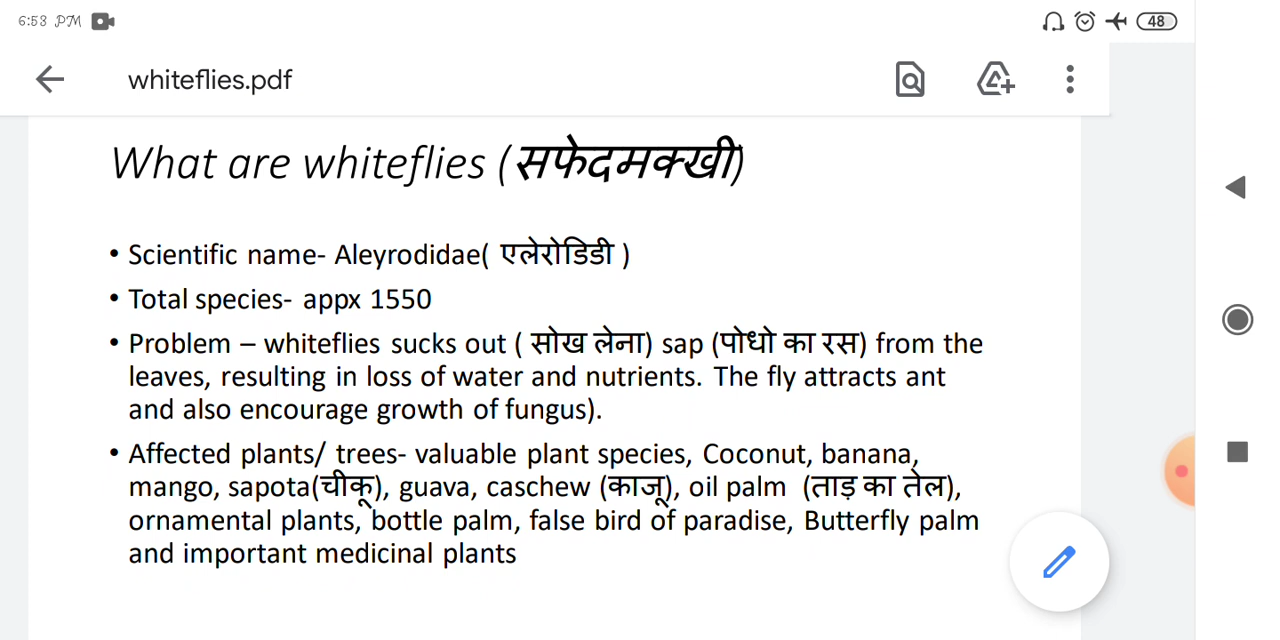 6:53 PM
48
whiteflies.pdf
What are whiteflies (सफेदमक्खी)
• Scientific name- Aleyrodidae( एलेरोडिडी )
• Total species- appx 1550
• Problem – whiteflies sucks out ( सोख लेना) sap (पोधो का रस) from the
leaves, resulting in loss of water and nutrients. The fly attracts ant
and also encourage growth of fungus).
• Affected plants/ trees- valuable plant species, Coconut, banana,
mango, sapota(चीकू), guava, caschew (काजू), oil palm (ताड़ का तेल),
ornamental plants, bottle palm, false bird of paradise, Butterfly palm
and important medicinal plants